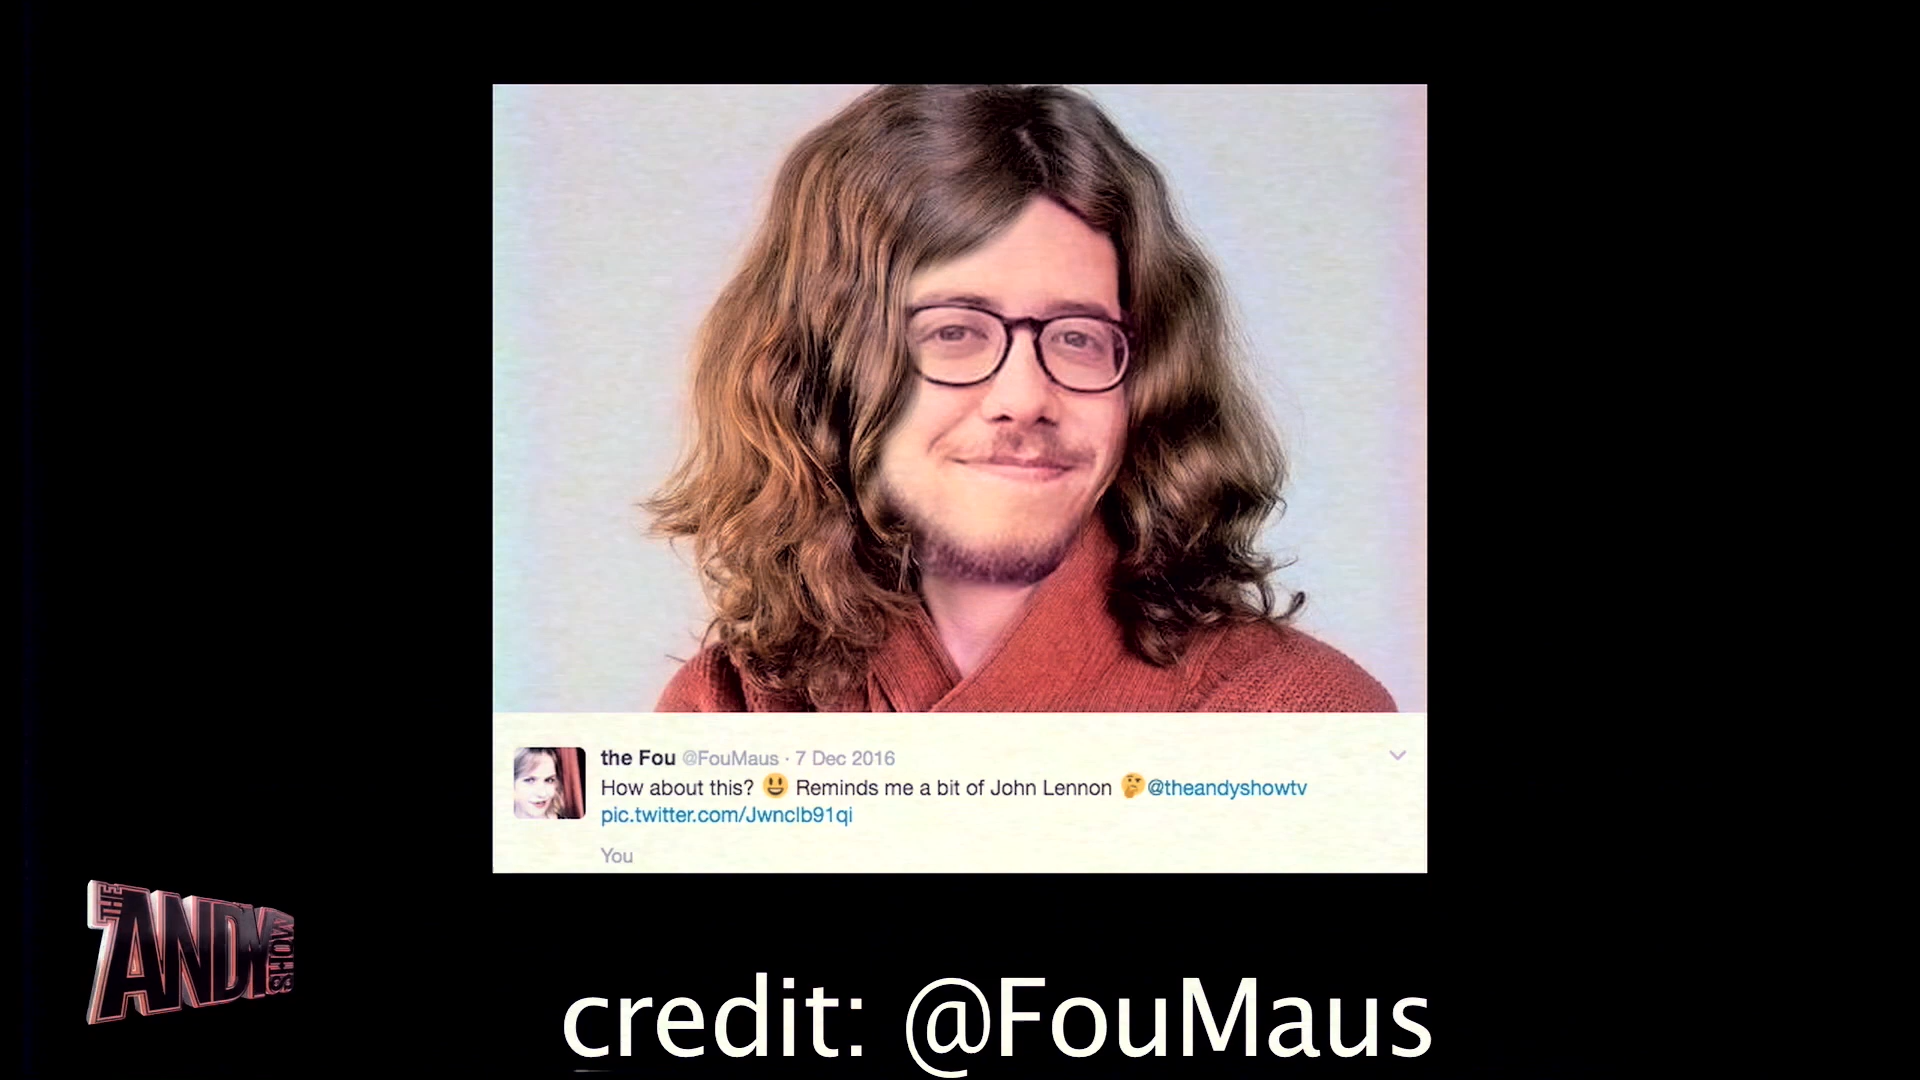 the Fou @FouMaus · 7 Dec 2016
How about this? 😃 Reminds me a bit of John Lennon 🤔@theandyshowtv
pic.twitter.com/Jwnclb91qi
You
THE ANDY SHOW
credit: @FouMaus